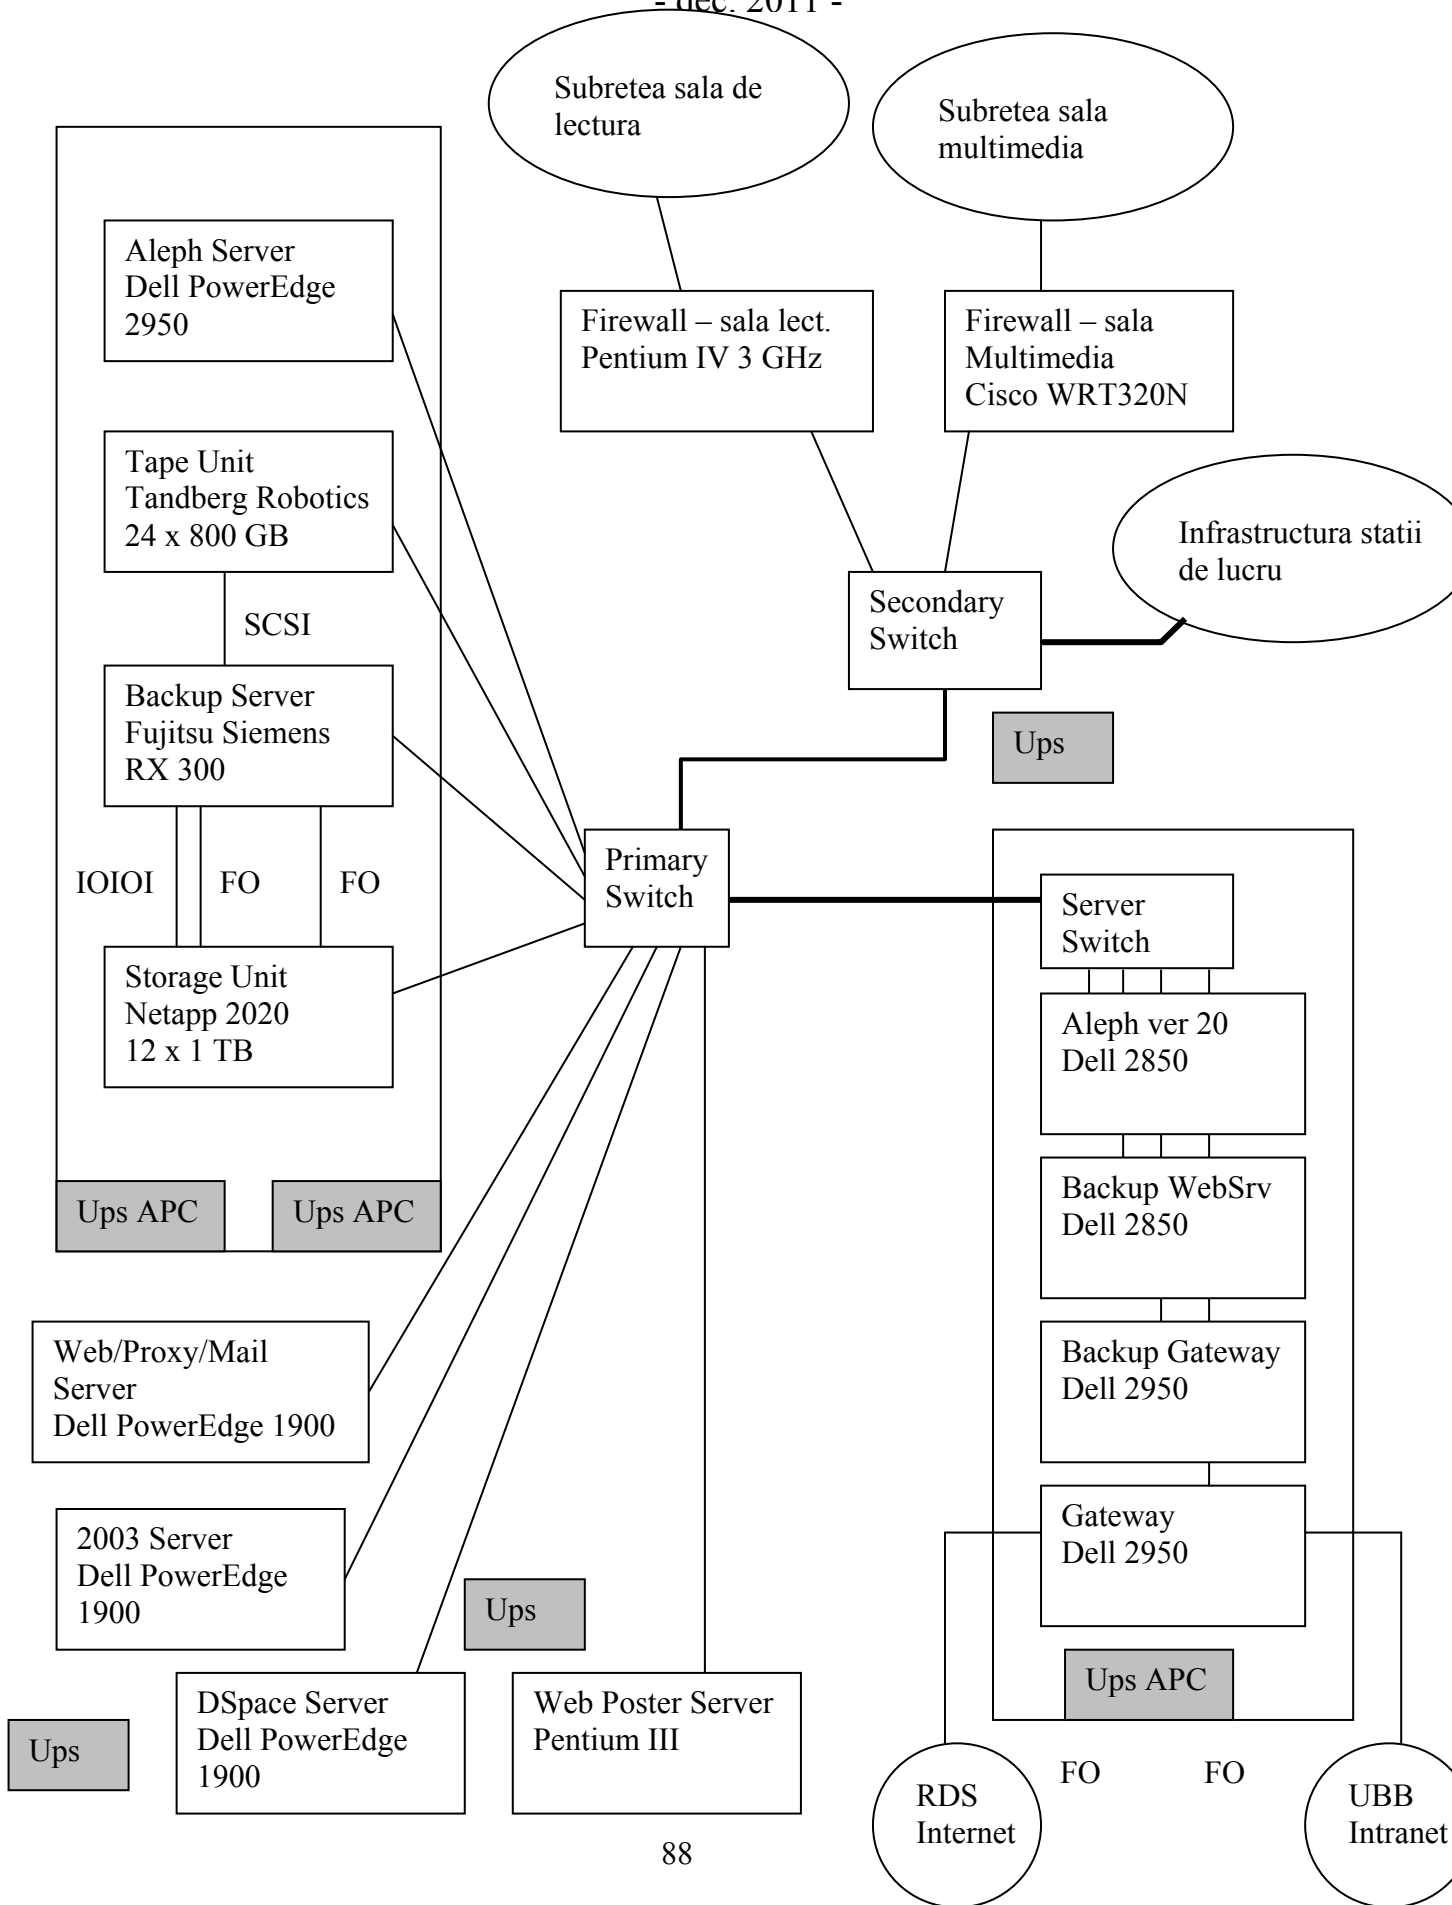 - dec. 2011 -
Subretea sala de
lectura
Subretea sala
multimedia
Aleph Server
Dell PowerEdge
2950
Firewall – sala lect.
Pentium IV 3 GHz
Firewall – sala
Multimedia
Cisco WRT320N
Tape Unit
Tandberg Robotics
24 x 800 GB
Infrastructura statii
de lucru
SCSI
Secondary
Switch
Backup Server
Fujitsu Siemens
RX 300
Ups
IOIOI
FO
FO
Primary
Switch
Server
Switch
Storage Unit
Netapp 2020
12 x 1 TB
Aleph ver 20
Dell 2850
Ups APC
Ups APC
Backup WebSrv
Dell 2850
Web/Proxy/Mail
Server
Dell PowerEdge 1900
Backup Gateway
Dell 2950
2003 Server
Dell PowerEdge
1900
Gateway
Dell 2950
Ups
Ups APC
Ups
DSpace Server
Dell PowerEdge
1900
Web Poster Server
Pentium III
FO
FO
RDS
Internet
UBB
Intranet
88